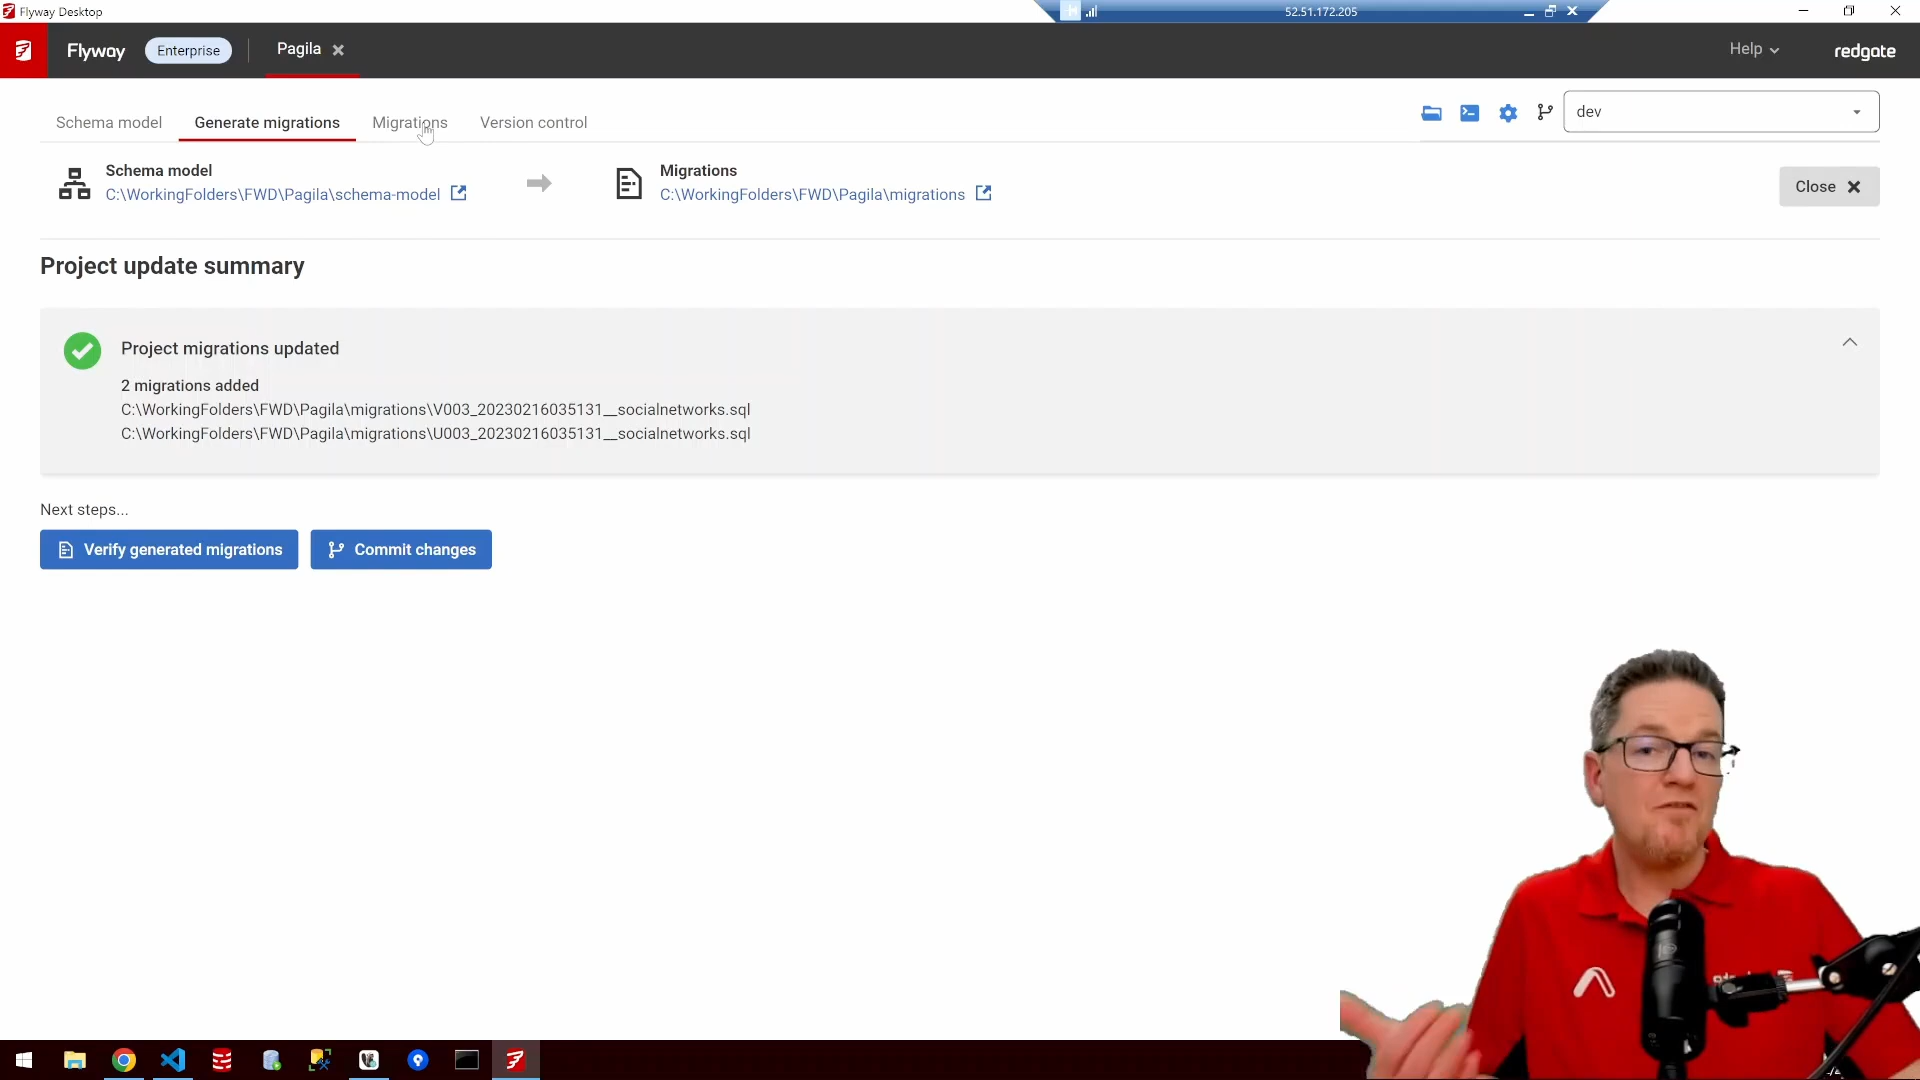 Flyway Desktop
52.51.172.205
Flyway
Enterprise
Pagila
Help
redgate
Schema model
Generate migrations
Migrations
Version control
dev
Schema model
C:\WorkingFolders\FWD\Pagila\schema-model
Migrations
C:\WorkingFolders\FWD\Pagila\migrations
Close
Project update summary
Project migrations updated
2 migrations added
C:\WorkingFolders\FWD\Pagila\migrations\V003_20230216035131__socialnetworks.sql
C:\WorkingFolders\FWD\Pagila\migrations\U003_20230216035131__socialnetworks.sql
Next steps...
Verify generated migrations
Commit changes